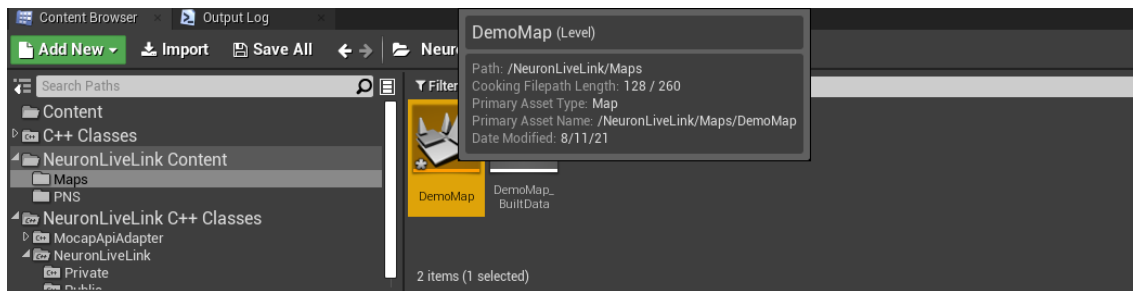 Content Browser
Output Log
Add New
Import
Save All
DemoMap (Level)
Path: /NeuronLiveLink/Maps
Cooking Filepath Length: 128 / 260
Primary Asset Type: Map
Primary Asset Name: /NeuronLiveLink/Maps/DemoMap
Date Modified: 8/11/21
Search Paths
Content
C++ Classes
NeuronLiveLink Content
Maps
PNS
NeuronLiveLink C++ Classes
MocapApiAdapter
NeuronLiveLink
Private
Public
DemoMap
DemoMap_
BuiltData
2 items (1 selected)